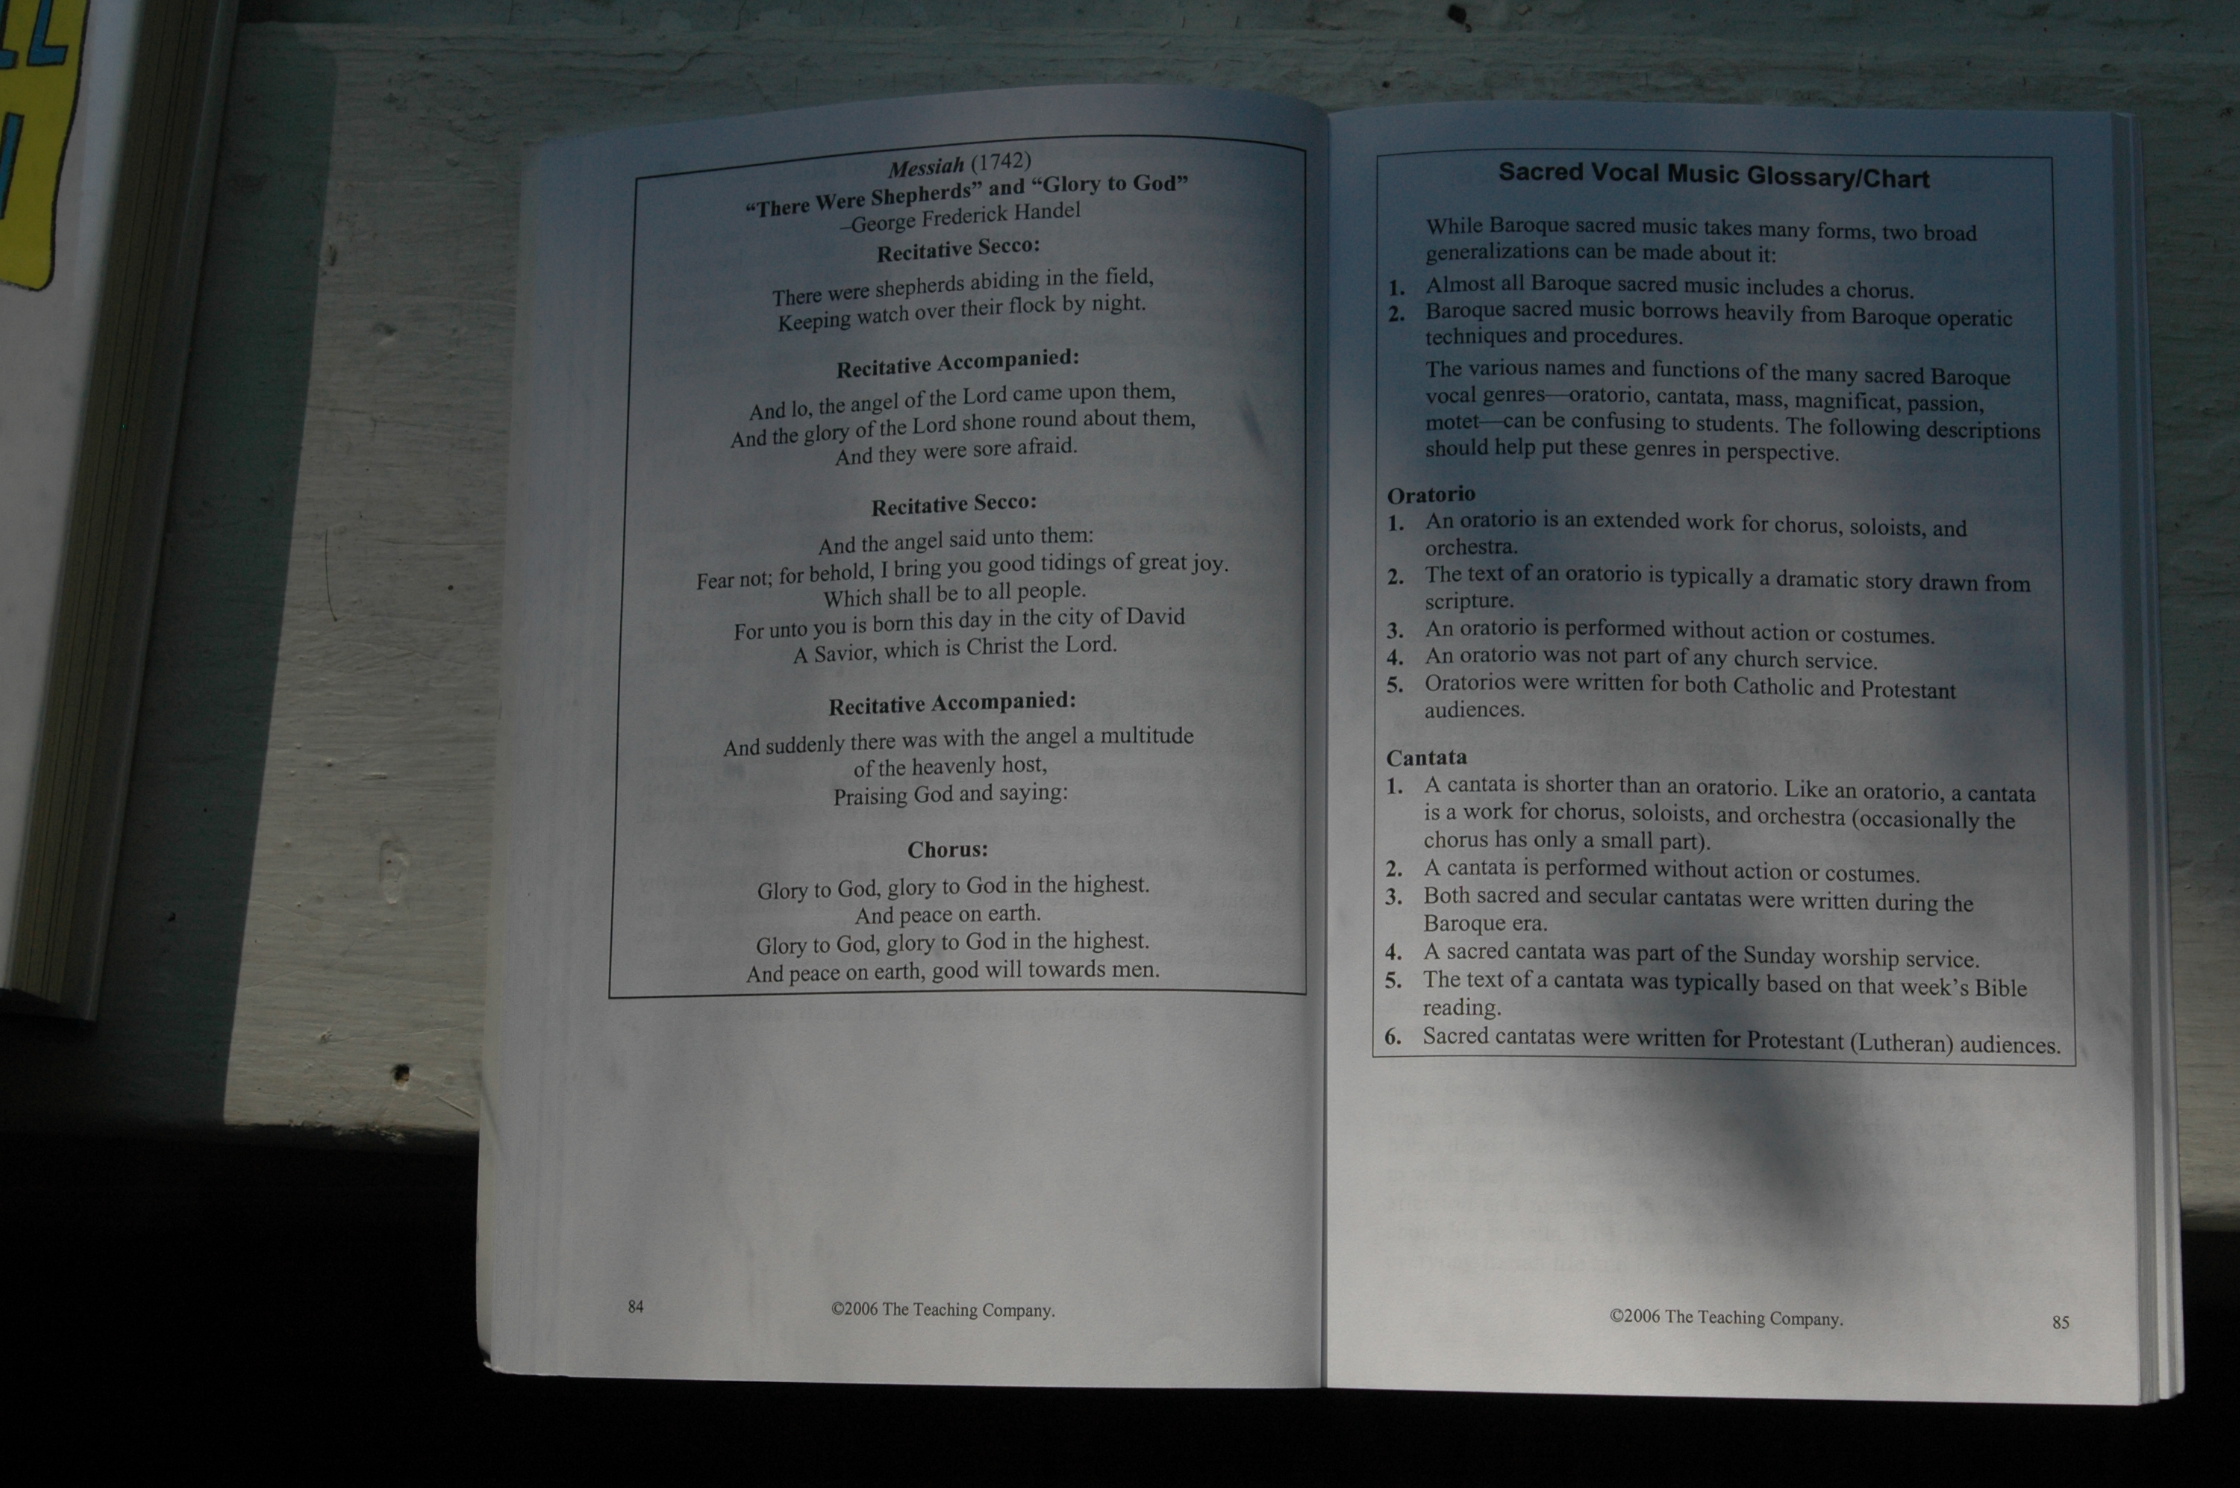 LL
Messiah (1742)
“There Were Shepherds” and “Glory to God”
–George Frederick Handel
Recitative Secco:
There were shepherds abiding in the field,
Keeping watch over their flock by night.
Recitative Accompanied:
And lo, the angel of the Lord came upon them,
And the glory of the Lord shone round about them,
And they were sore afraid.
Recitative Secco:
And the angel said unto them:
Fear not; for behold, I bring you good tidings of great joy.
Which shall be to all people.
For unto you is born this day in the city of David
A Savior, which is Christ the Lord.
Recitative Accompanied:
And suddenly there was with the angel a multitude
of the heavenly host,
Praising God and saying:
Chorus:
Glory to God, glory to God in the highest.
And peace on earth.
Glory to God, glory to God in the highest.
And peace on earth, good will towards men.
84
©2006 The Teaching Company.
Sacred Vocal Music Glossary/Chart
While Baroque sacred music takes many forms, two broad
generalizations can be made about it:
1. Almost all Baroque sacred music includes a chorus.
2. Baroque sacred music borrows heavily from Baroque operatic
techniques and procedures.
The various names and functions of the many sacred Baroque
vocal genres—oratorio, cantata, mass, magnificat, passion,
motet—can be confusing to students. The following descriptions
should help put these genres in perspective.
Oratorio
1. An oratorio is an extended work for chorus, soloists, and
orchestra.
2. The text of an oratorio is typically a dramatic story drawn from
scripture.
3. An oratorio is performed without action or costumes.
4. An oratorio was not part of any church service.
5. Oratorios were written for both Catholic and Protestant
audiences.
Cantata
1. A cantata is shorter than an oratorio. Like an oratorio, a cantata
is a work for chorus, soloists, and orchestra (occasionally the
chorus has only a small part).
2. A cantata is performed without action or costumes.
3. Both sacred and secular cantatas were written during the
Baroque era.
4. A sacred cantata was part of the Sunday worship service.
5. The text of a cantata was typically based on that week’s Bible
reading.
6. Sacred cantatas were written for Protestant (Lutheran) audiences.
©2006 The Teaching Company.
85